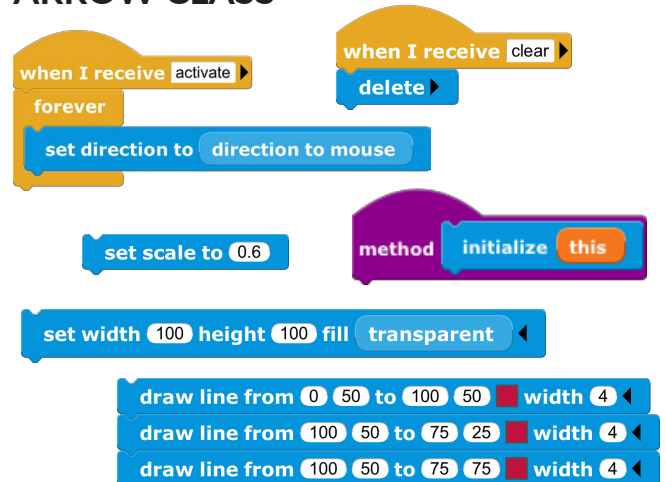 ARROW CLASS
when I receive activate
forever
set direction to direction to mouse
when I receive clear
delete
set scale to 0.6
method initialize this
set width 100 height 100 fill transparent
draw line from 0 50 to 100 50 width 4
draw line from 100 50 to 75 25 width 4
draw line from 100 50 to 75 75 width 4